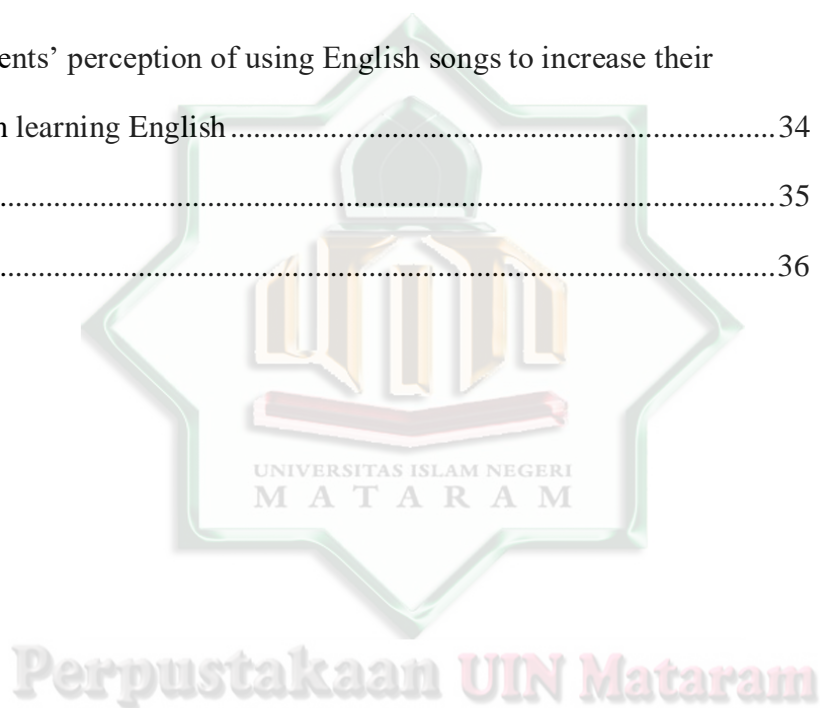 ents’ perception of using English songs to increase their
n learning English ........................................................................ 34
.................................................................................................... 35
.................................................................................................... 36
UNIVERSITAS ISLAM NEGERI
MATARAM
Perpustakaan UIN Mataram